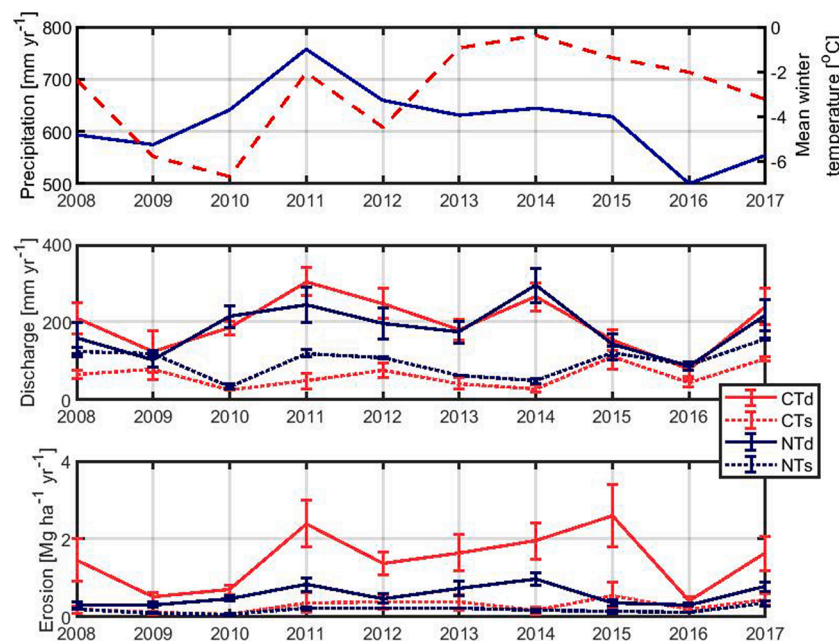 800
700
600
500
Precipitation [mm yr⁻¹]
0
-2
-4
-6
Mean winter
temperature [°C]
2008 2009 2010 2011 2012 2013 2014 2015 2016 2017
400
200
0
Discharge [mm yr⁻¹]
2008 2009 2010 2011 2012 2013 2014 2015 2016 2017
CTd
CTs
NTd
NTs
4
2
0
Erosion [Mg ha⁻¹ yr⁻¹]
2008 2009 2010 2011 2012 2013 2014 2015 2016 2017